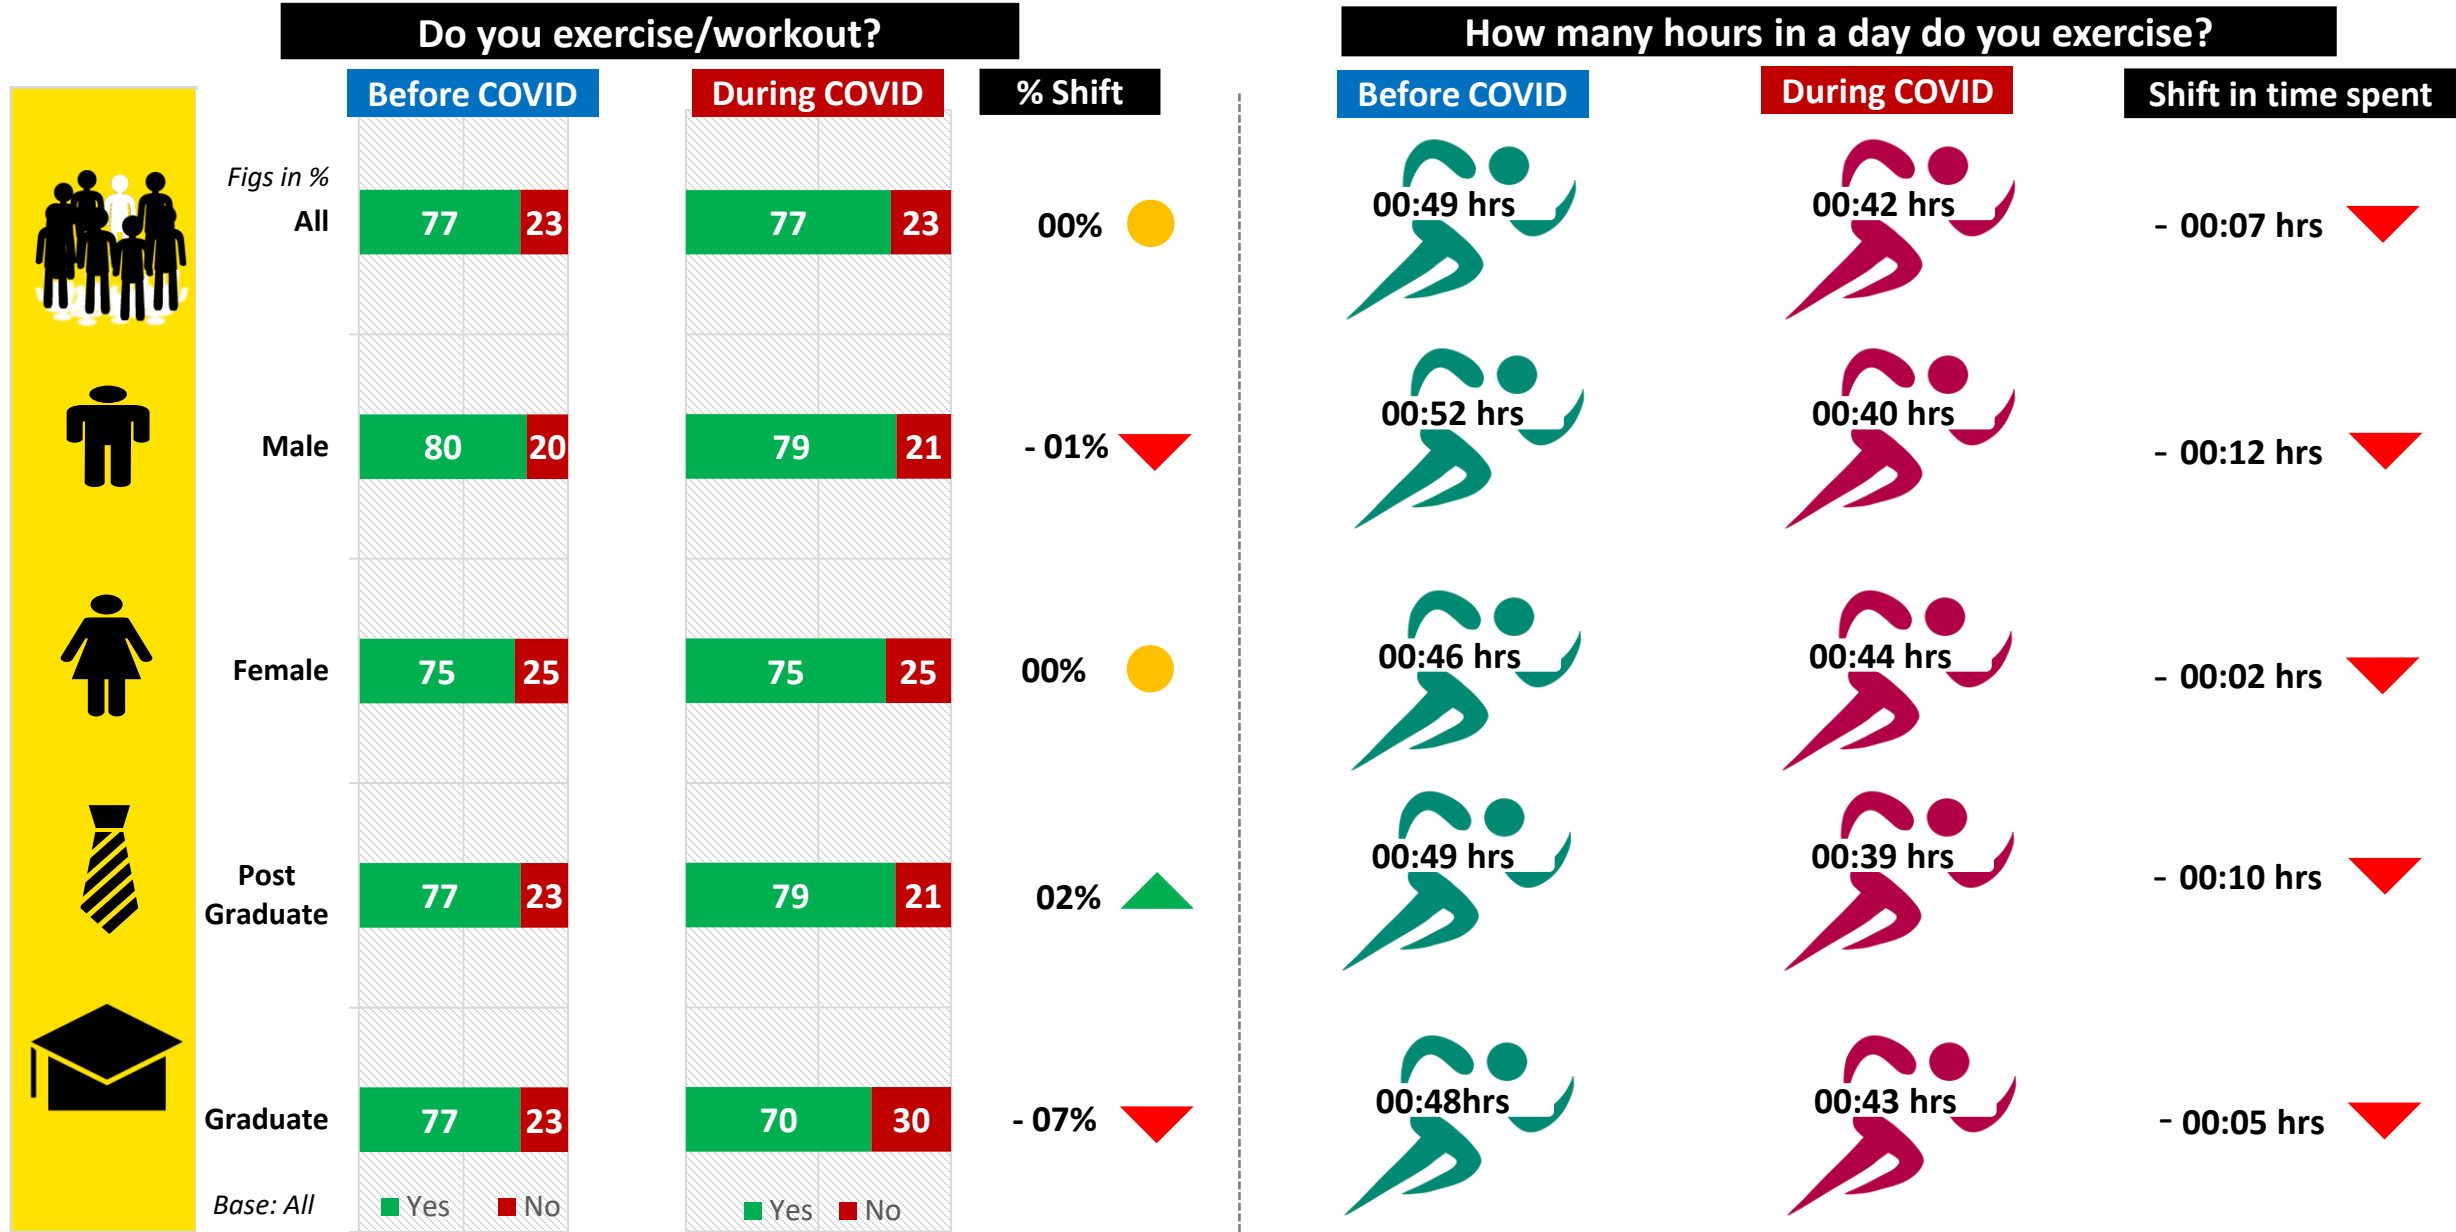 Do you exercise/workout?
How many hours in a day do you exercise?
Before COVID
During COVID
% Shift
Before COVID
During COVID
Shift in time spent
Figs in %
All
77 23
77 23
00%
00:49 hrs
00:42 hrs
- 00:07 hrs
Male
80 20
79 21
- 01%
00:52 hrs
00:40 hrs
- 00:12 hrs
Female
75 25
75 25
00%
00:46 hrs
00:44 hrs
- 00:02 hrs
Post
Graduate
77 23
79 21
02%
00:49 hrs
00:39 hrs
- 00:10 hrs
Graduate
77 23
70 30
- 07%
00:48hrs
00:43 hrs
- 00:05 hrs
Base: All
Yes No
Yes No